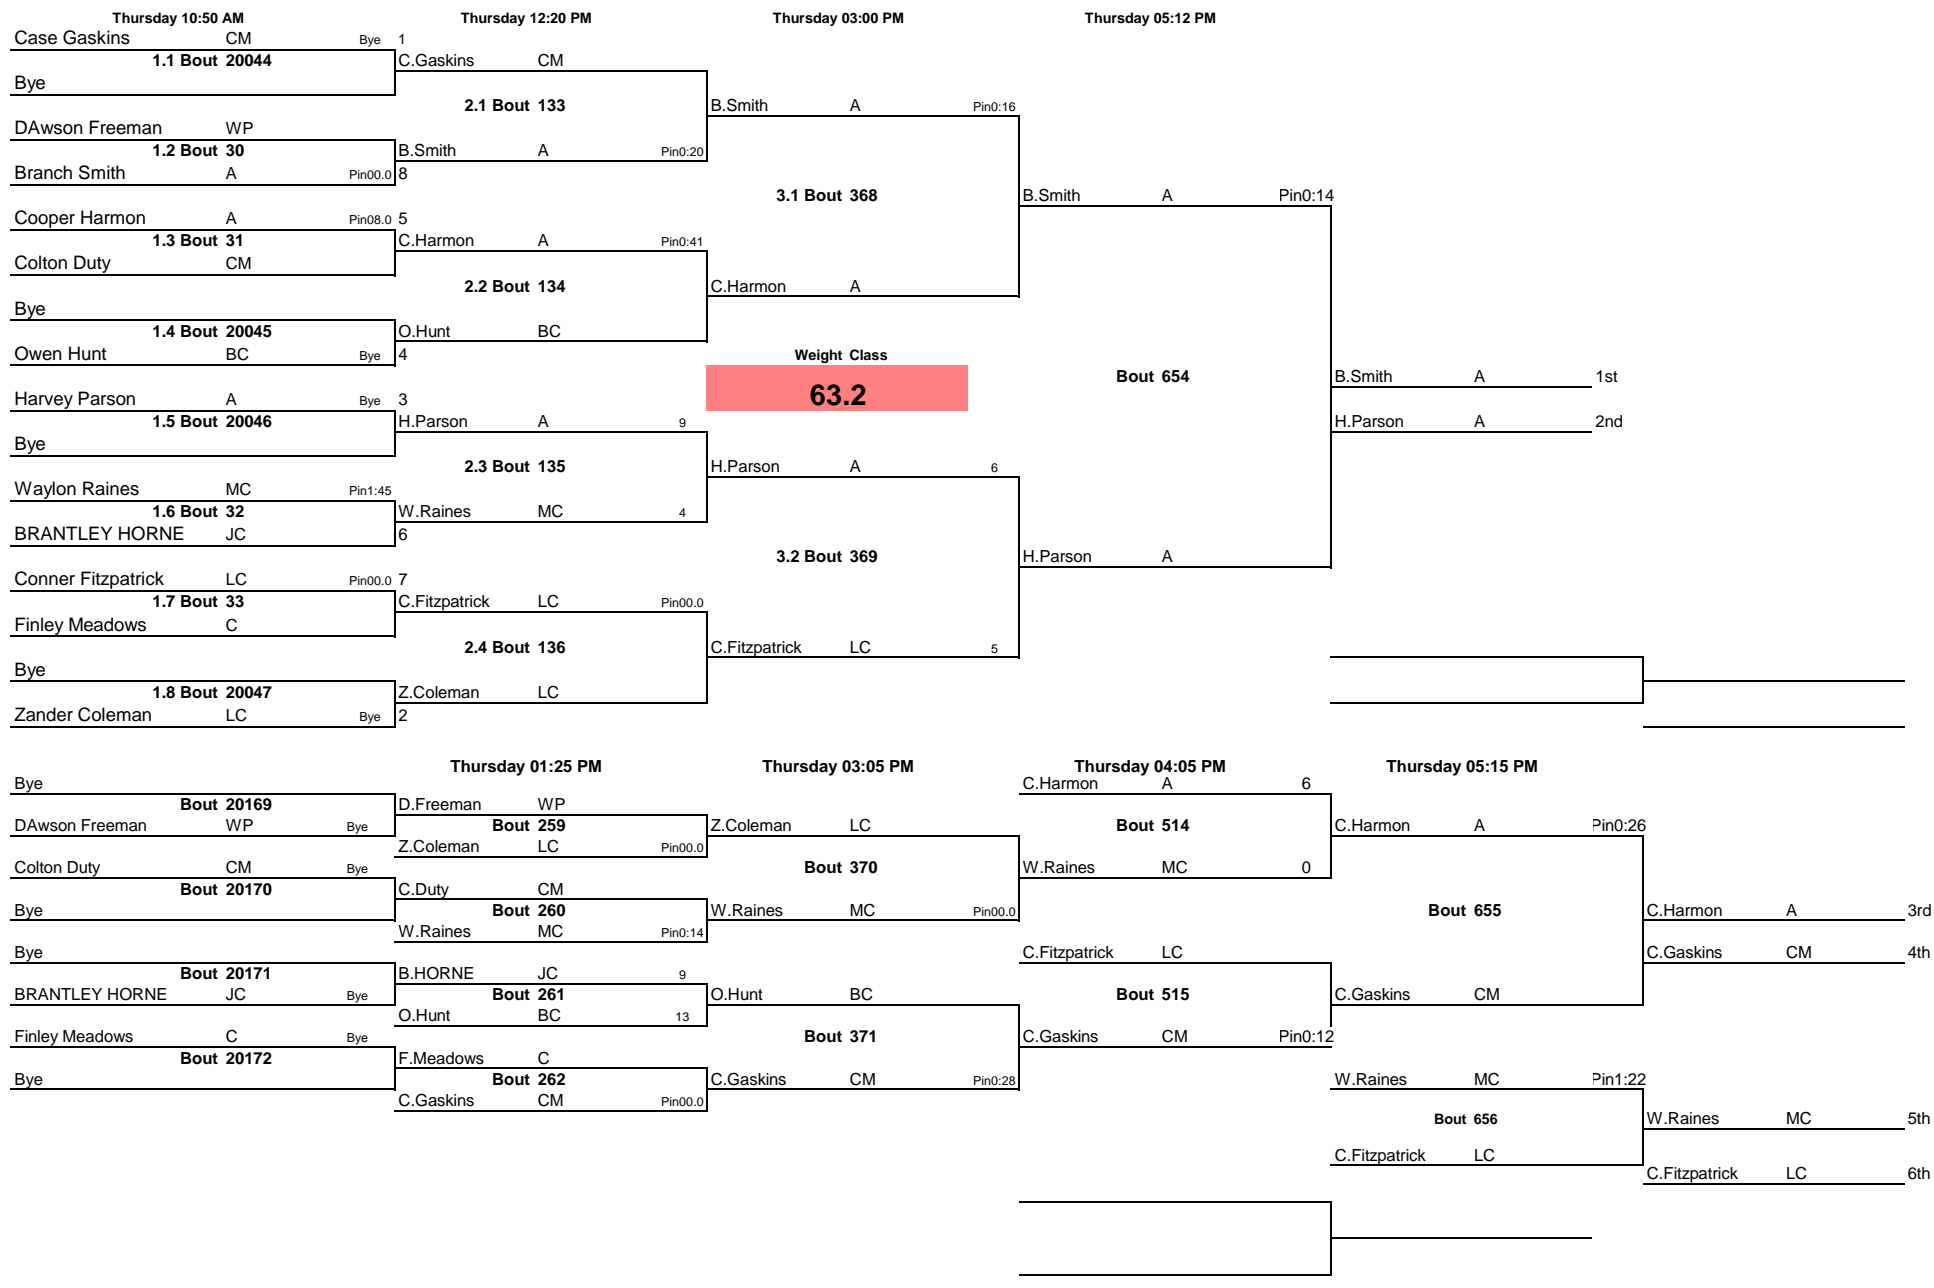 Thursday 10:50 AM Thursday 12:20 PM Thursday 03:00 PM Thursday 05:12 PM
Case Gaskins CM Bye 1
1.1 Bout 20044 C.Gaskins CM
Bye
2.1 Bout 133 B.Smith A Pin0:16
DAwson Freeman WP
1.2 Bout 30 B.Smith A Pin0:20
Branch Smith A Pin00.0 8
3.1 Bout 368 B.Smith A Pin0:14
Cooper Harmon A Pin08.0 5
1.3 Bout 31 C.Harmon A Pin0:41
Colton Duty CM
2.2 Bout 134 C.Harmon A
Bye
1.4 Bout 20045 O.Hunt BC
Owen Hunt BC Bye 4 Weight Class
Bout 654 B.Smith A 1st
Harvey Parson A Bye 3 63.2
1.5 Bout 20046 H.Parson A 9 H.Parson A 2nd
Bye
2.3 Bout 135 H.Parson A 6
Waylon Raines MC Pin1:45
1.6 Bout 32 W.Raines MC 4
BRANTLEY HORNE JC 6
3.2 Bout 369 H.Parson A
Conner Fitzpatrick LC Pin00.0 7
1.7 Bout 33 C.Fitzpatrick LC Pin00.0
Finley Meadows C
2.4 Bout 136 C.Fitzpatrick LC 5
Bye
1.8 Bout 20047 Z.Coleman LC
Zander Coleman LC Bye 2
Thursday 01:25 PM Thursday 03:05 PM Thursday 04:05 PM Thursday 05:15 PM
Bye C.Harmon A 6
Bout 20169 D.Freeman WP
DAwson Freeman WP Bye Bout 259 Z.Coleman LC Bout 514 C.Harmon A Pin0:26
Z.Coleman LC Pin00.0
Colton Duty CM Bye Bout 370 W.Raines MC 0
Bout 20170 C.Duty CM
Bye Bout 260 W.Raines MC Pin00.0 Bout 655 C.Harmon A 3rd
W.Raines MC Pin0:14
Bye C.Fitzpatrick LC C.Gaskins CM 4th
Bout 20171 B.HORNE JC 9
BRANTLEY HORNE JC Bye Bout 261 O.Hunt BC Bout 515 C.Gaskins CM
O.Hunt BC 13
Finley Meadows C Bye Bout 371 C.Gaskins CM Pin0:12
Bout 20172 F.Meadows C
Bye Bout 262 C.Gaskins CM Pin0:28 W.Raines MC Pin1:22
C.Gaskins CM Pin00.0
Bout 656 W.Raines MC 5th
C.Fitzpatrick LC
C.Fitzpatrick LC 6th